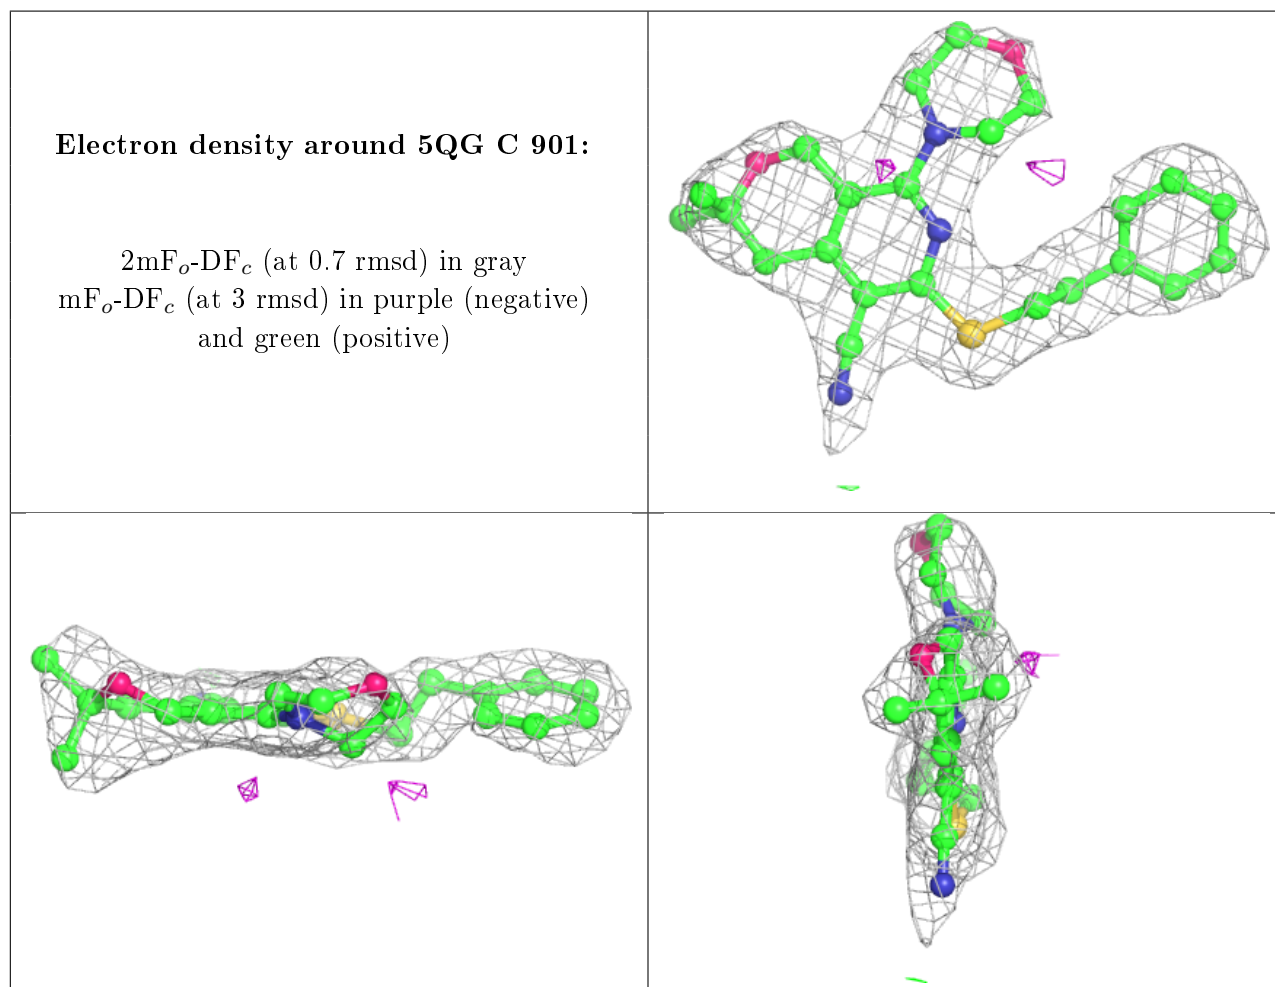 Electron density around 5QG C 901:
2mFo-DFc (at 0.7 rmsd) in gray
mFo-DFc (at 3 rmsd) in purple (negative)
and green (positive)